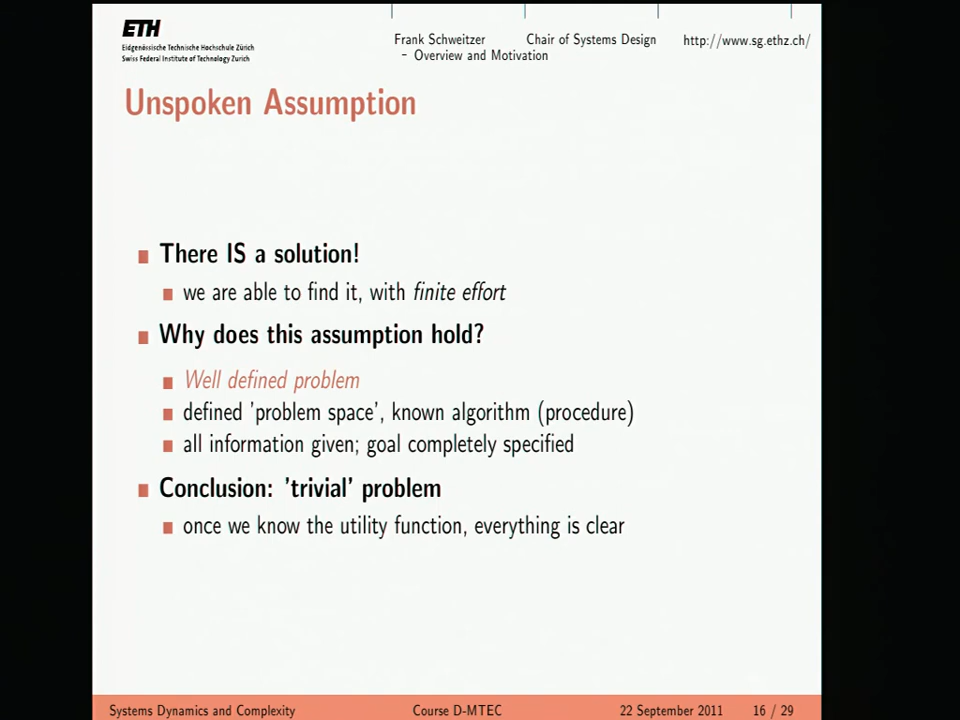 ETH
Eidgenössische Technische Hochschule Zürich
Swiss Federal Institute of Technology Zurich
Frank Schweitzer Chair of Systems Design http://www.sg.ethz.ch/
– Overview and Motivation
Unspoken Assumption
There IS a solution!
we are able to find it, with finite effort
Why does this assumption hold?
Well defined problem
defined 'problem space', known algorithm (procedure)
all information given; goal completely specified
Conclusion: 'trivial' problem
once we know the utility function, everything is clear
Systems Dynamics and Complexity Course D-MTEC 22 September 2011 16 / 29